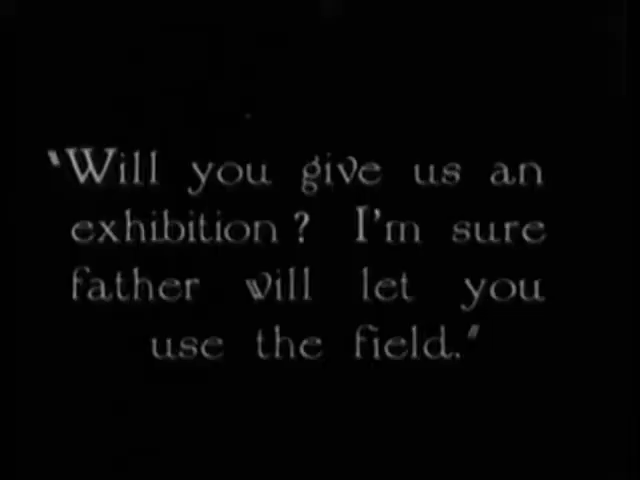 "Will you give us an
exhibition? I'm sure
father will let you
use the field."